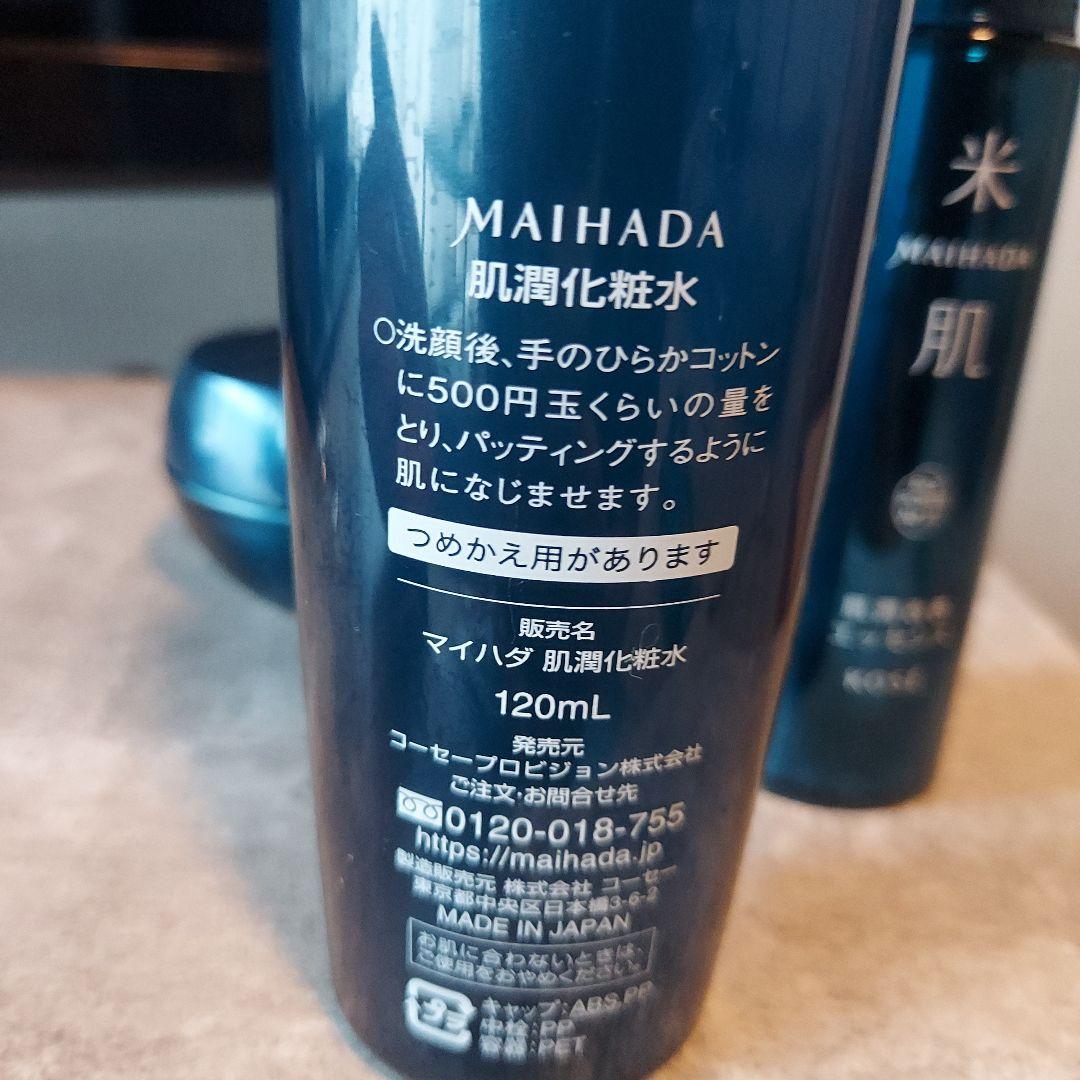 MAIHADA
肌潤化粧水
○洗顔後、手のひらかコットン
に500円玉くらいの量を
とり、パッティングするように
肌になじませます。
つめかえ用があります
販売名
マイハダ 肌潤化粧水
120mL
発売元
コーセープロビジョン株式会社
ご注文・お問合せ先
0120-018-755
https://maihada.jp
製造販売元 株式会社 コーセー
東京都中央区日本橋3-6-2
MADE IN JAPAN
お肌に合わないときは、
ご使用をおやめください。
プラ
キャップ:ABS,PP
中栓:PP
容器:PET
米
MAIHADA
肌
エッセンス
KOSÉ